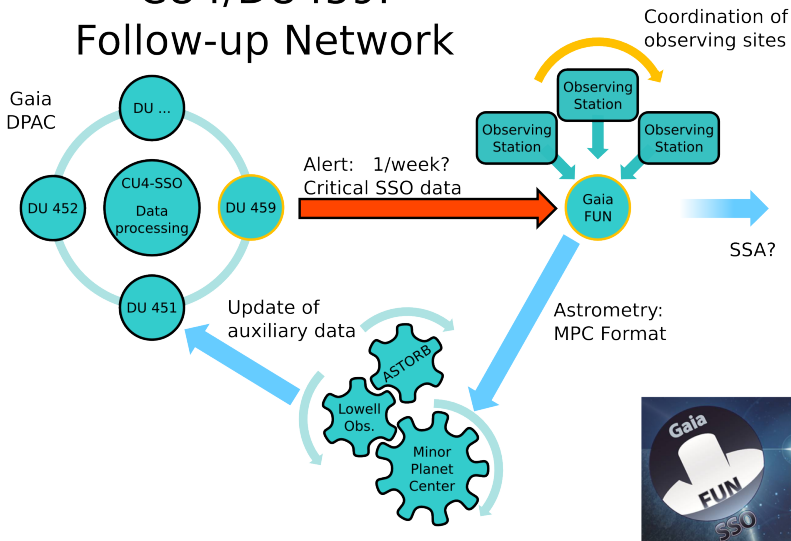 CU4/DU459:
Follow-up Network
Coordination of
observing sites
Gaia
DPAC
DU ...
CU4-SSO
Data
processing
DU 452
DU 459
DU 451
Alert: 1/week?
Critical SSO data
Observing
Station
Observing
Station
Observing
Station
Gaia
FUN
SSA?
Update of
auxiliary data
Astrometry:
MPC Format
ASTORB
Lowell
Obs.
Minor
Planet
Center
Gaia
FUN
SSO